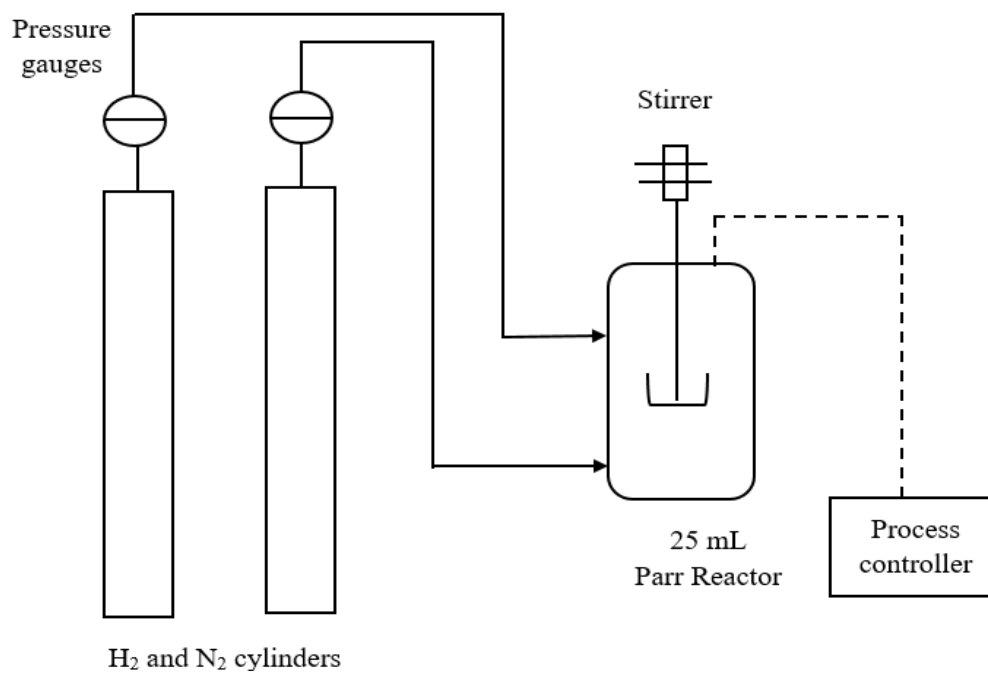 Pressure
gauges
Stirrer
25 mL
Parr Reactor
Process
controller
H₂ and N₂ cylinders